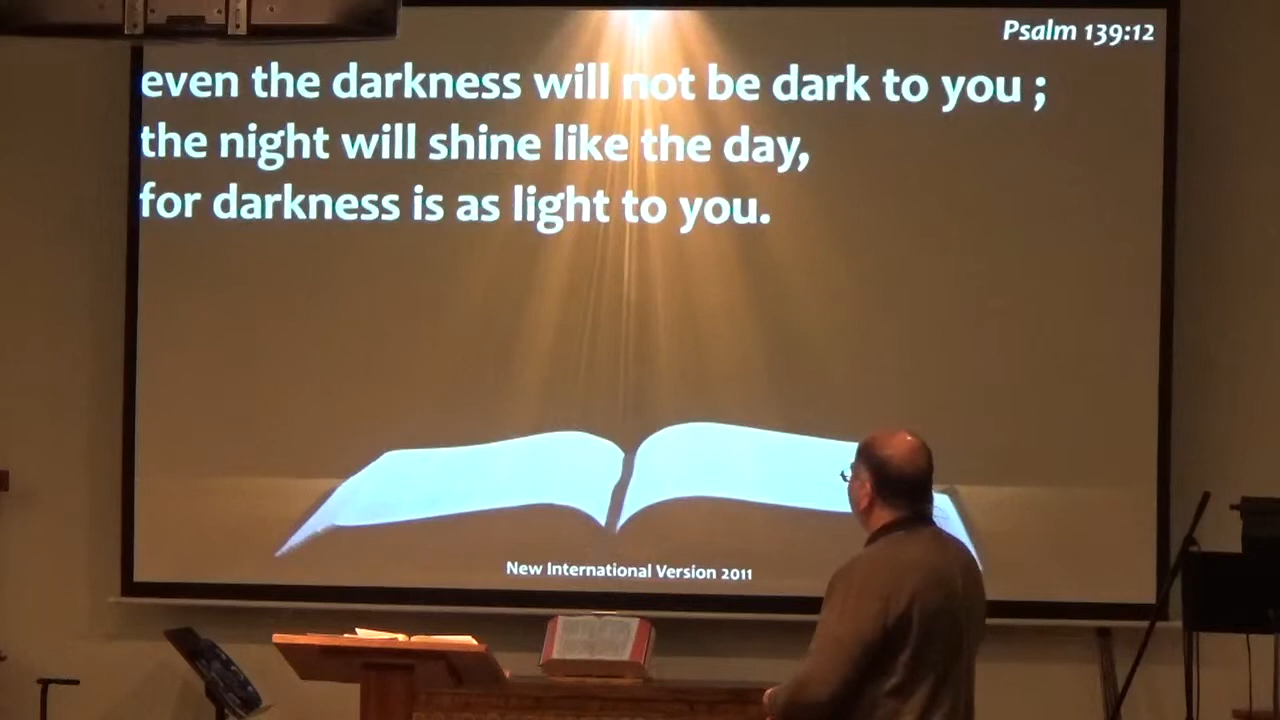 Psalm 139:12
even the darkness will not be dark to you ;
the night will shine like the day,
for darkness is as light to you.
New International Version 2011